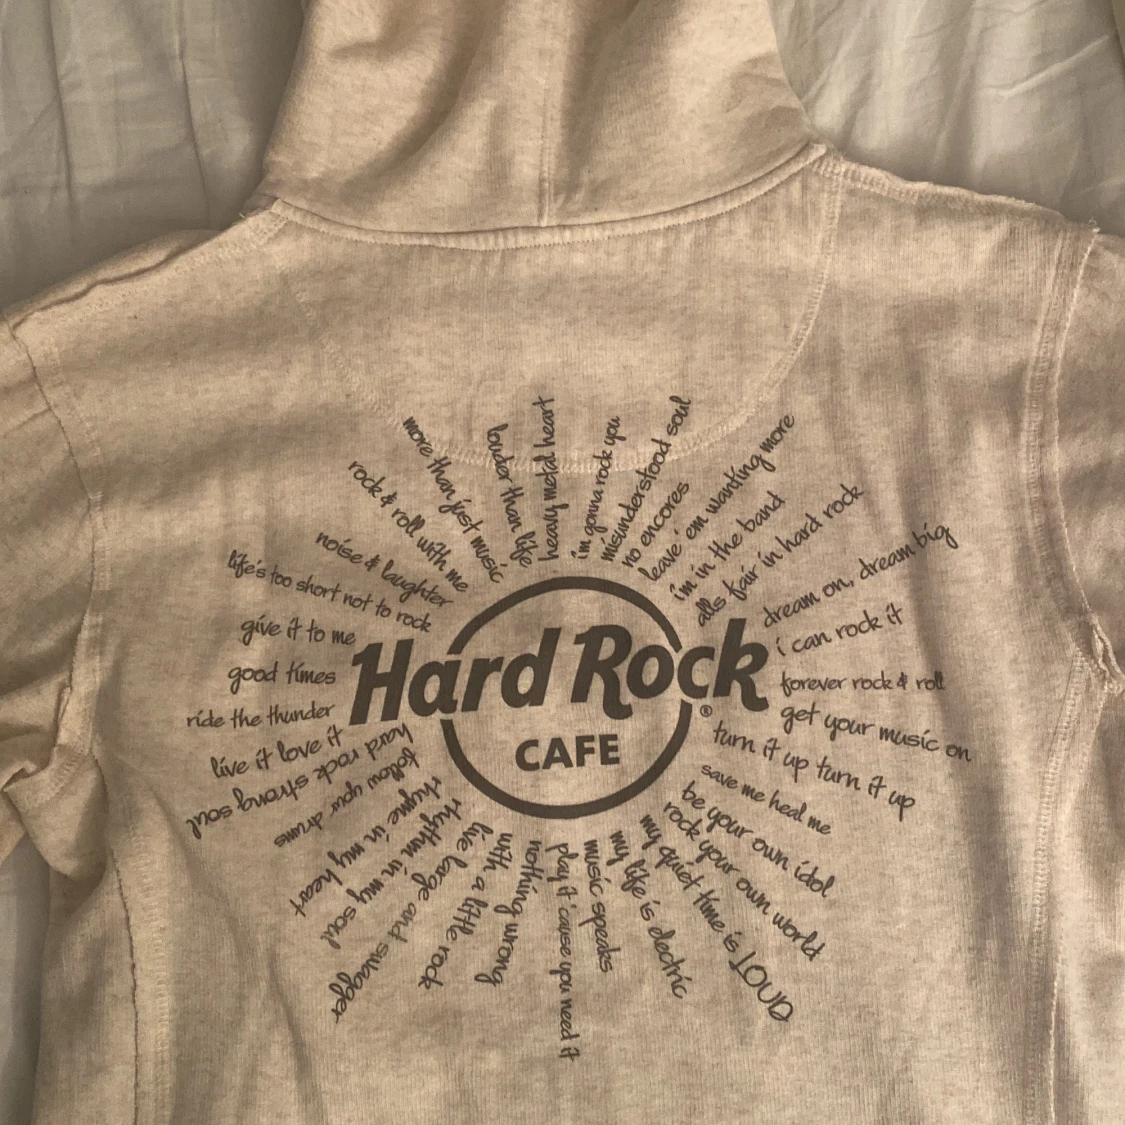 Hard Rock
CAFE
®
heavy metal heart
i'm gonna rock you
misunderstood soul
no encores
leave 'em wanting more
i'm in the band
alls fair in hard rock
dream on, dream big
i can rock it
forever rock & roll
get your music on
turn it up turn it up
save me heal me
be your own idol
rock your own world
my quiet time is LOUD
my life is electric
music speaks
play it 'cause you need it
nothing wrong
with a little rock
live large and swagger
rhythm in my soul
rhyme in my heart
follow your drums
hard rock strong soul
live it love it
ride the thunder
good times
give it to me
life's too short not to rock
noise & laughter
rock & roll with me
more than just music
louder than life